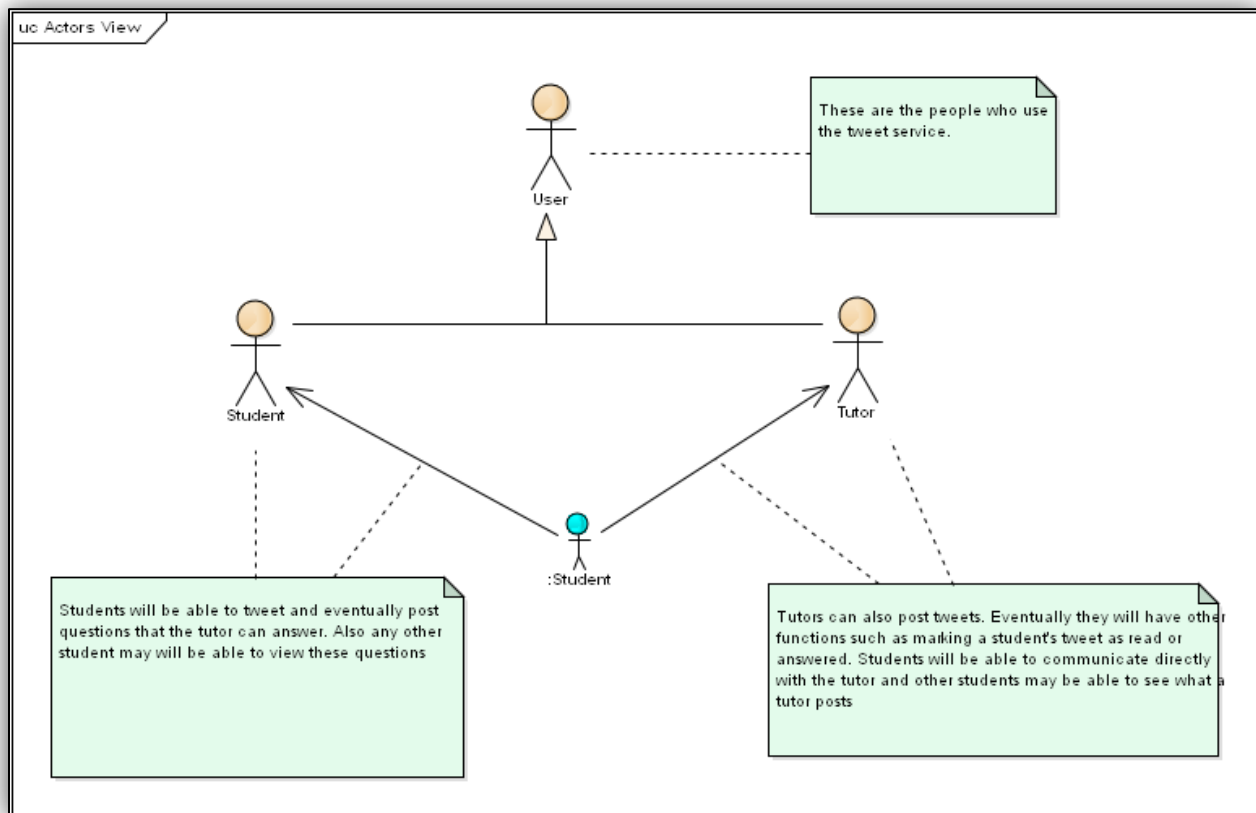 uc Actors View
These are the people who use
the tweet service.
User
Student
Tutor
:Student
Students will be able to tweet and eventually post
questions that the tutor can answer. Also any other
student may will be able to view these questions
Tutors can also post tweets. Eventually they will have other
functions such as marking a student's tweet as read or
answered. Students will be able to communicate directly
with the tutor and other students may be able to see what a
tutor posts